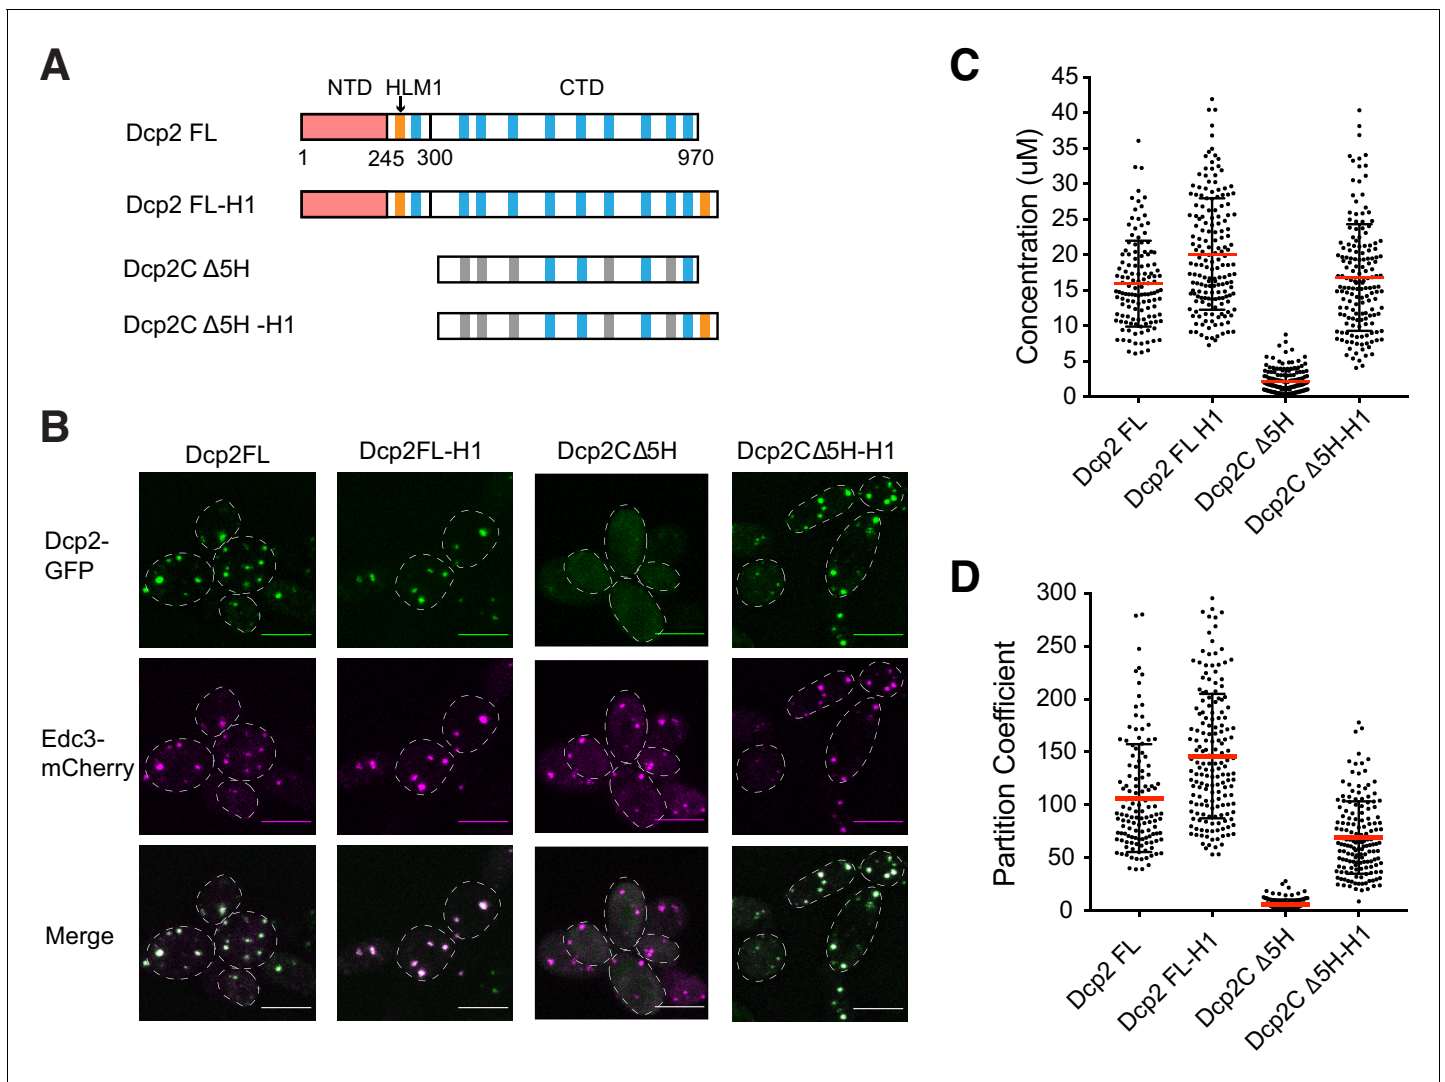 A
NTD HLM1 CTD
Dcp2 FL
1 245 300 970
Dcp2 FL-H1
Dcp2C Δ5H
Dcp2C Δ5H -H1
B
Dcp2FL Dcp2FL-H1 Dcp2CΔ5H Dcp2CΔ5H-H1
Dcp2-
GFP
Edc3-
mCherry
Merge
C
Concentration (uM)
45
40
35
30
25
20
15
10
5
0
Dcp2 FL
Dcp2 FL H1
Dcp2C Δ5H
Dcp2C Δ5H-H1
D
Partition Coefficient
300
250
200
150
100
50
0
Dcp2 FL
Dcp2 FL-H1
Dcp2C Δ5H
Dcp2C Δ5H-H1